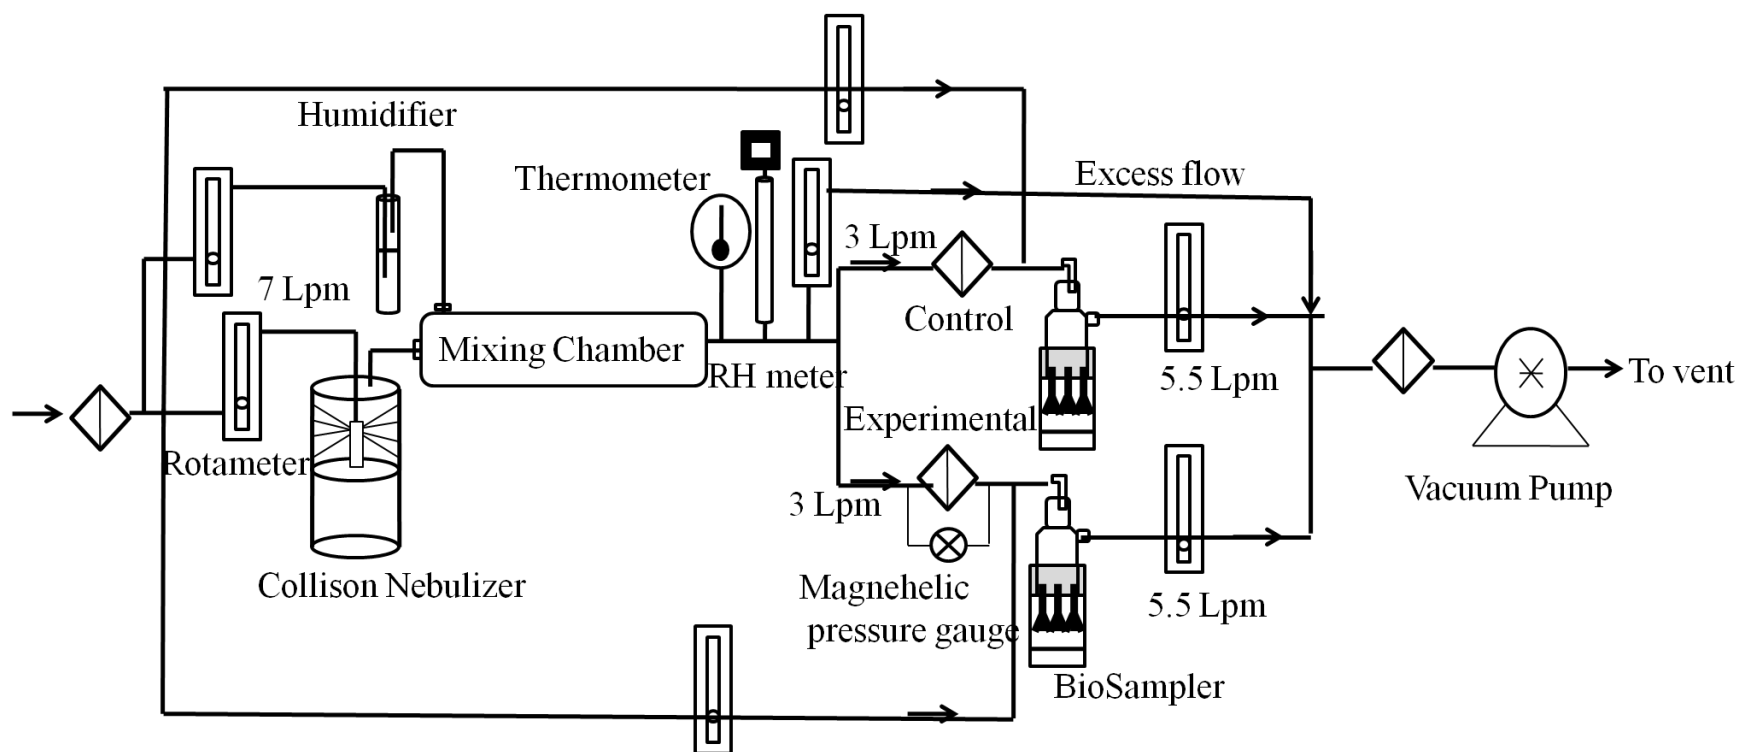 Humidifier
Thermometer
Excess flow
3 Lpm
7 Lpm
Control
Mixing Chamber
RH meter
5.5 Lpm
To vent
Experimental
Rotameter
3 Lpm
Vacuum Pump
Collison Nebulizer
Magnehelic
pressure gauge
5.5 Lpm
BioSampler